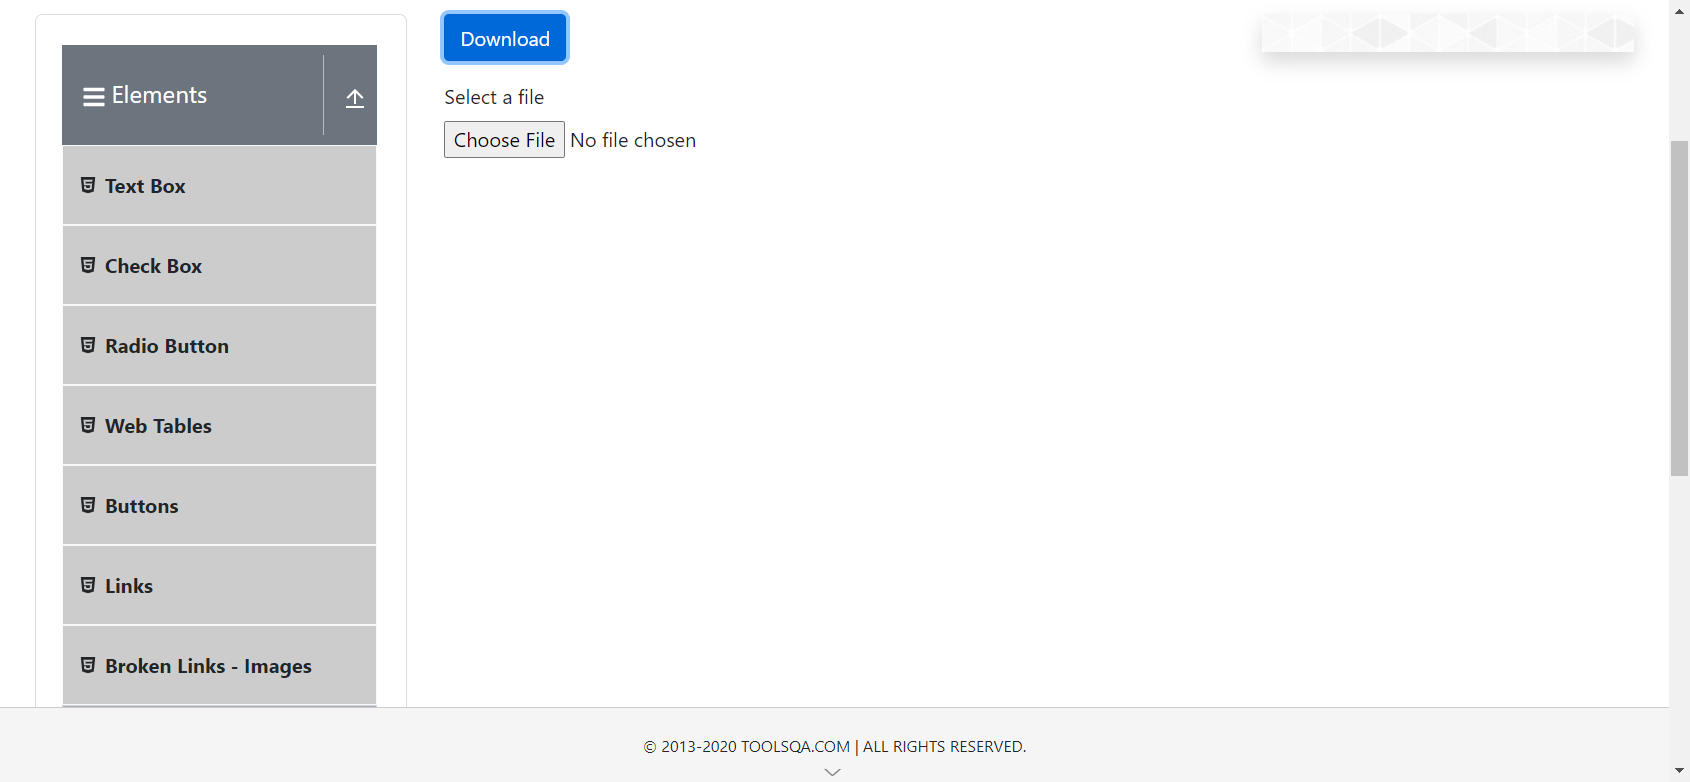 Elements
Text Box
Check Box
Radio Button
Web Tables
Buttons
Links
Broken Links - Images
Download
Select a file
Choose File No file chosen
© 2013-2020 TOOLSQA.COM | ALL RIGHTS RESERVED.